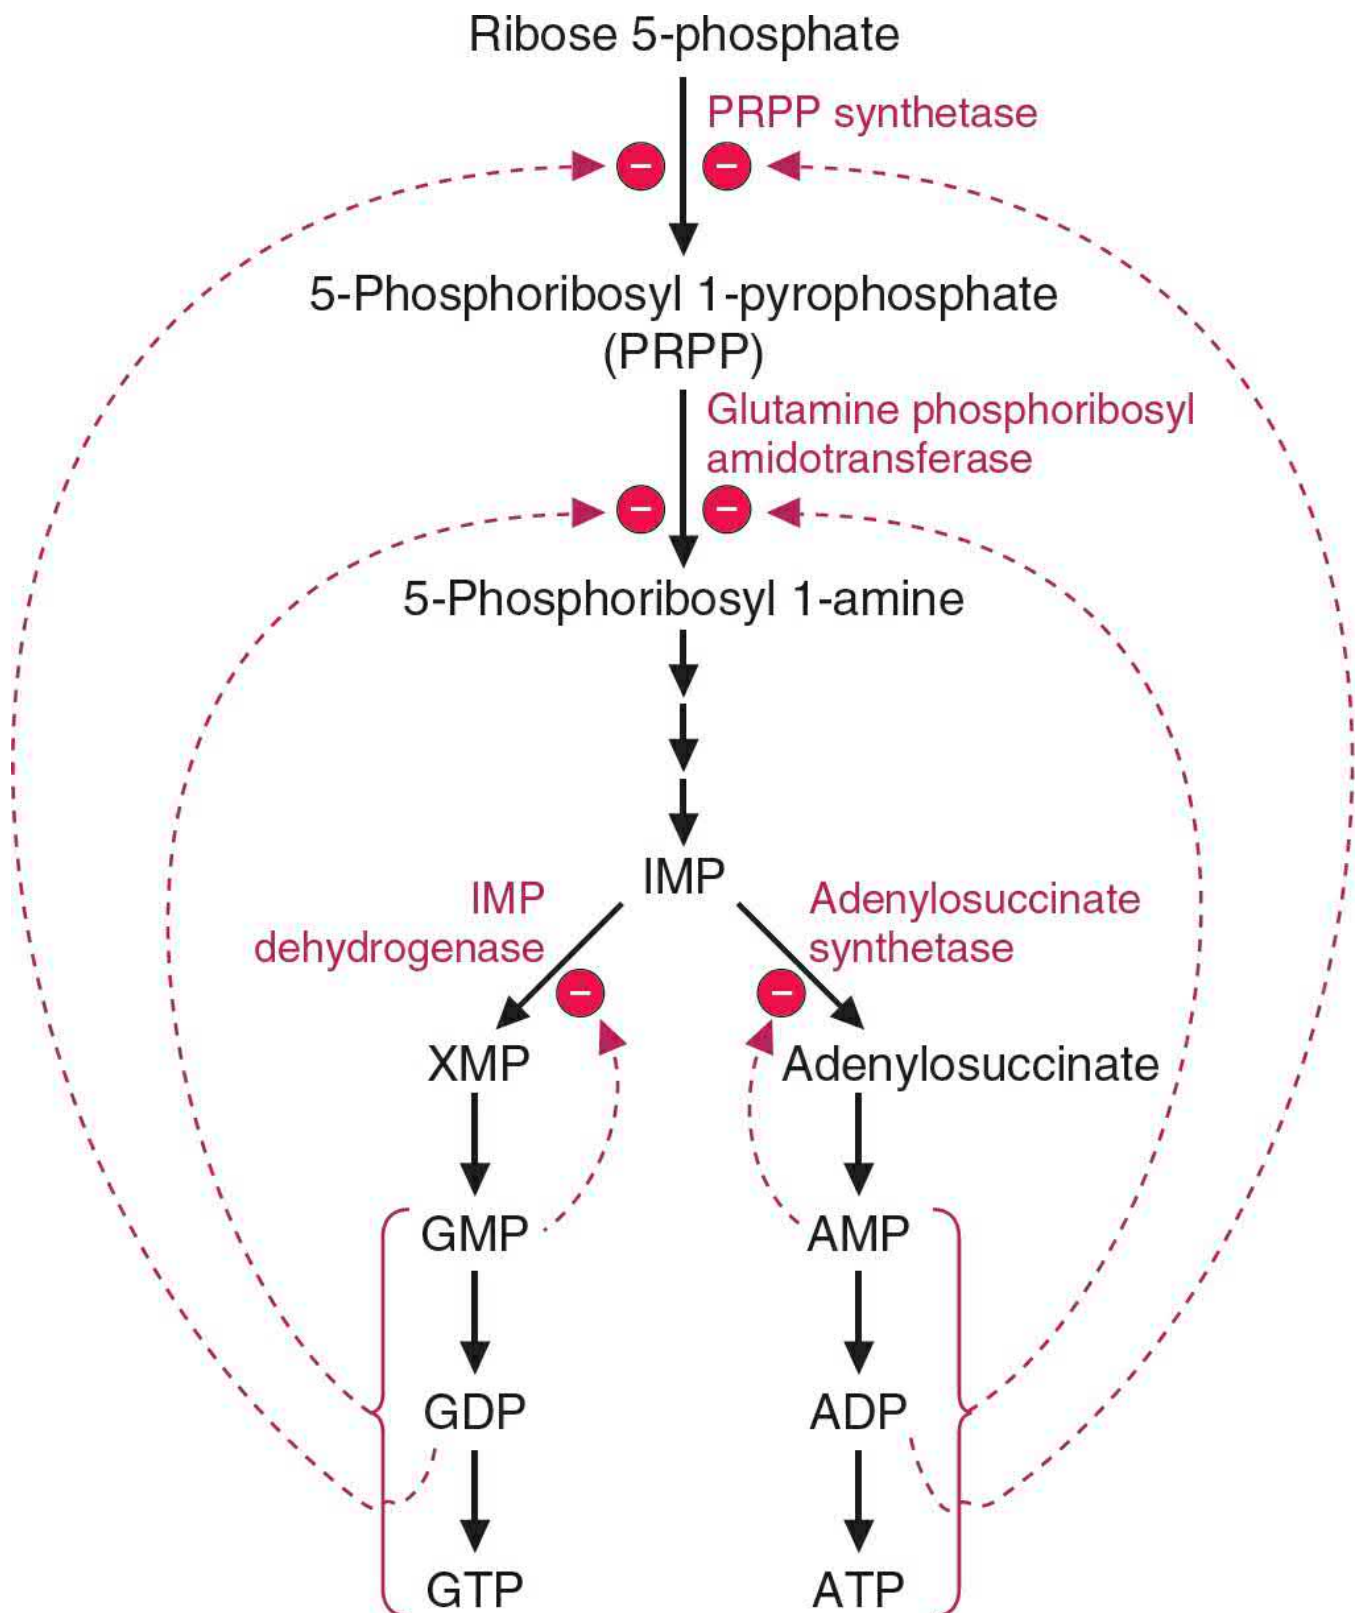 Ribose 5-phosphate
PRPP synthetase
− −
5-Phosphoribosyl 1-pyrophosphate
(PRPP)
Glutamine phosphoribosyl
amidotransferase
− −
5-Phosphoribosyl 1-amine
IMP
IMP
dehydrogenase
Adenylosuccinate
synthetase
− −
XMP
Adenylosuccinate
GMP
AMP
GDP
ADP
GTP
ATP